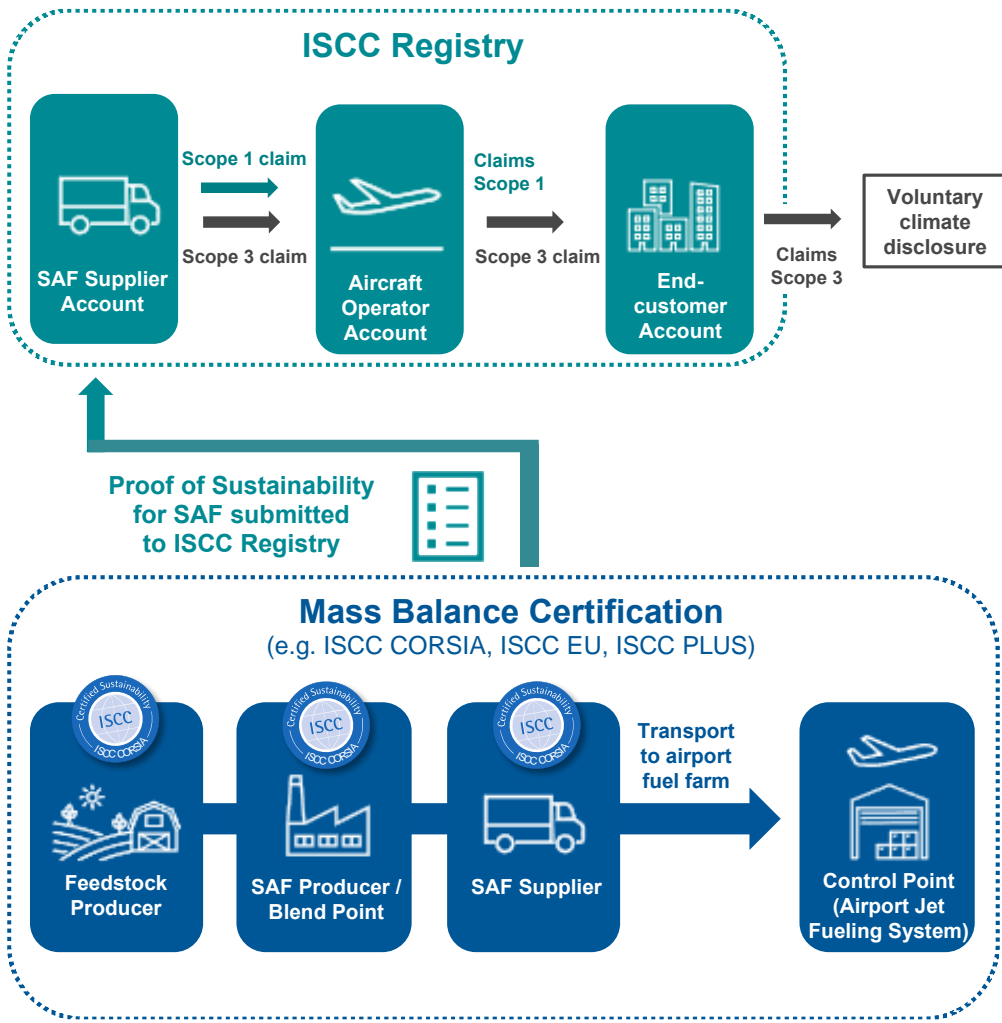 ISCC Registry
Scope 1 claim
Scope 3 claim
Claims
Scope 1
Scope 3 claim
Claims
Scope 3
SAF Supplier
Account
Aircraft
Operator
Account
End-
customer
Account
Voluntary
climate
disclosure
Proof of Sustainability
for SAF submitted
to ISCC Registry
Mass Balance Certification
(e.g. ISCC CORSIA, ISCC EU, ISCC PLUS)
Certified Sustainability
ISCC
ISCC CORSIA
Certified Sustainability
ISCC
ISCC CORSIA
Certified Sustainability
ISCC
ISCC CORSIA
Transport
to airport
fuel farm
Feedstock
Producer
SAF Producer /
Blend Point
SAF Supplier
Control Point
(Airport Jet
Fueling System)